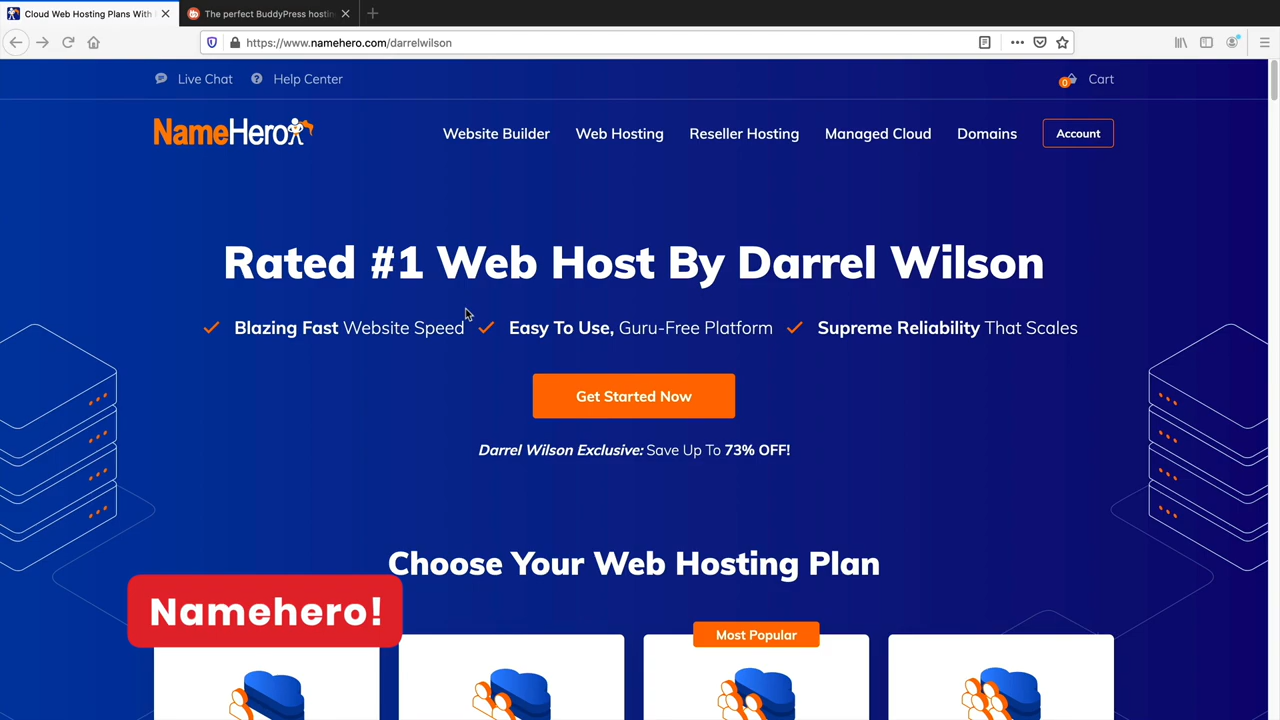 Cloud Web Hosting Plans With
The perfect BuddyPress hostin
https://www.namehero.com/darrelwilson
Live Chat
Help Center
0
Cart
NameHero
Website Builder
Web Hosting
Reseller Hosting
Managed Cloud
Domains
Account
Rated #1 Web Host By Darrel Wilson
Blazing Fast Website Speed
Easy To Use, Guru-Free Platform
Supreme Reliability That Scales
Get Started Now
Darrel Wilson Exclusive: Save Up To 73% OFF!
Choose Your Web Hosting Plan
Namehero!
Most Popular